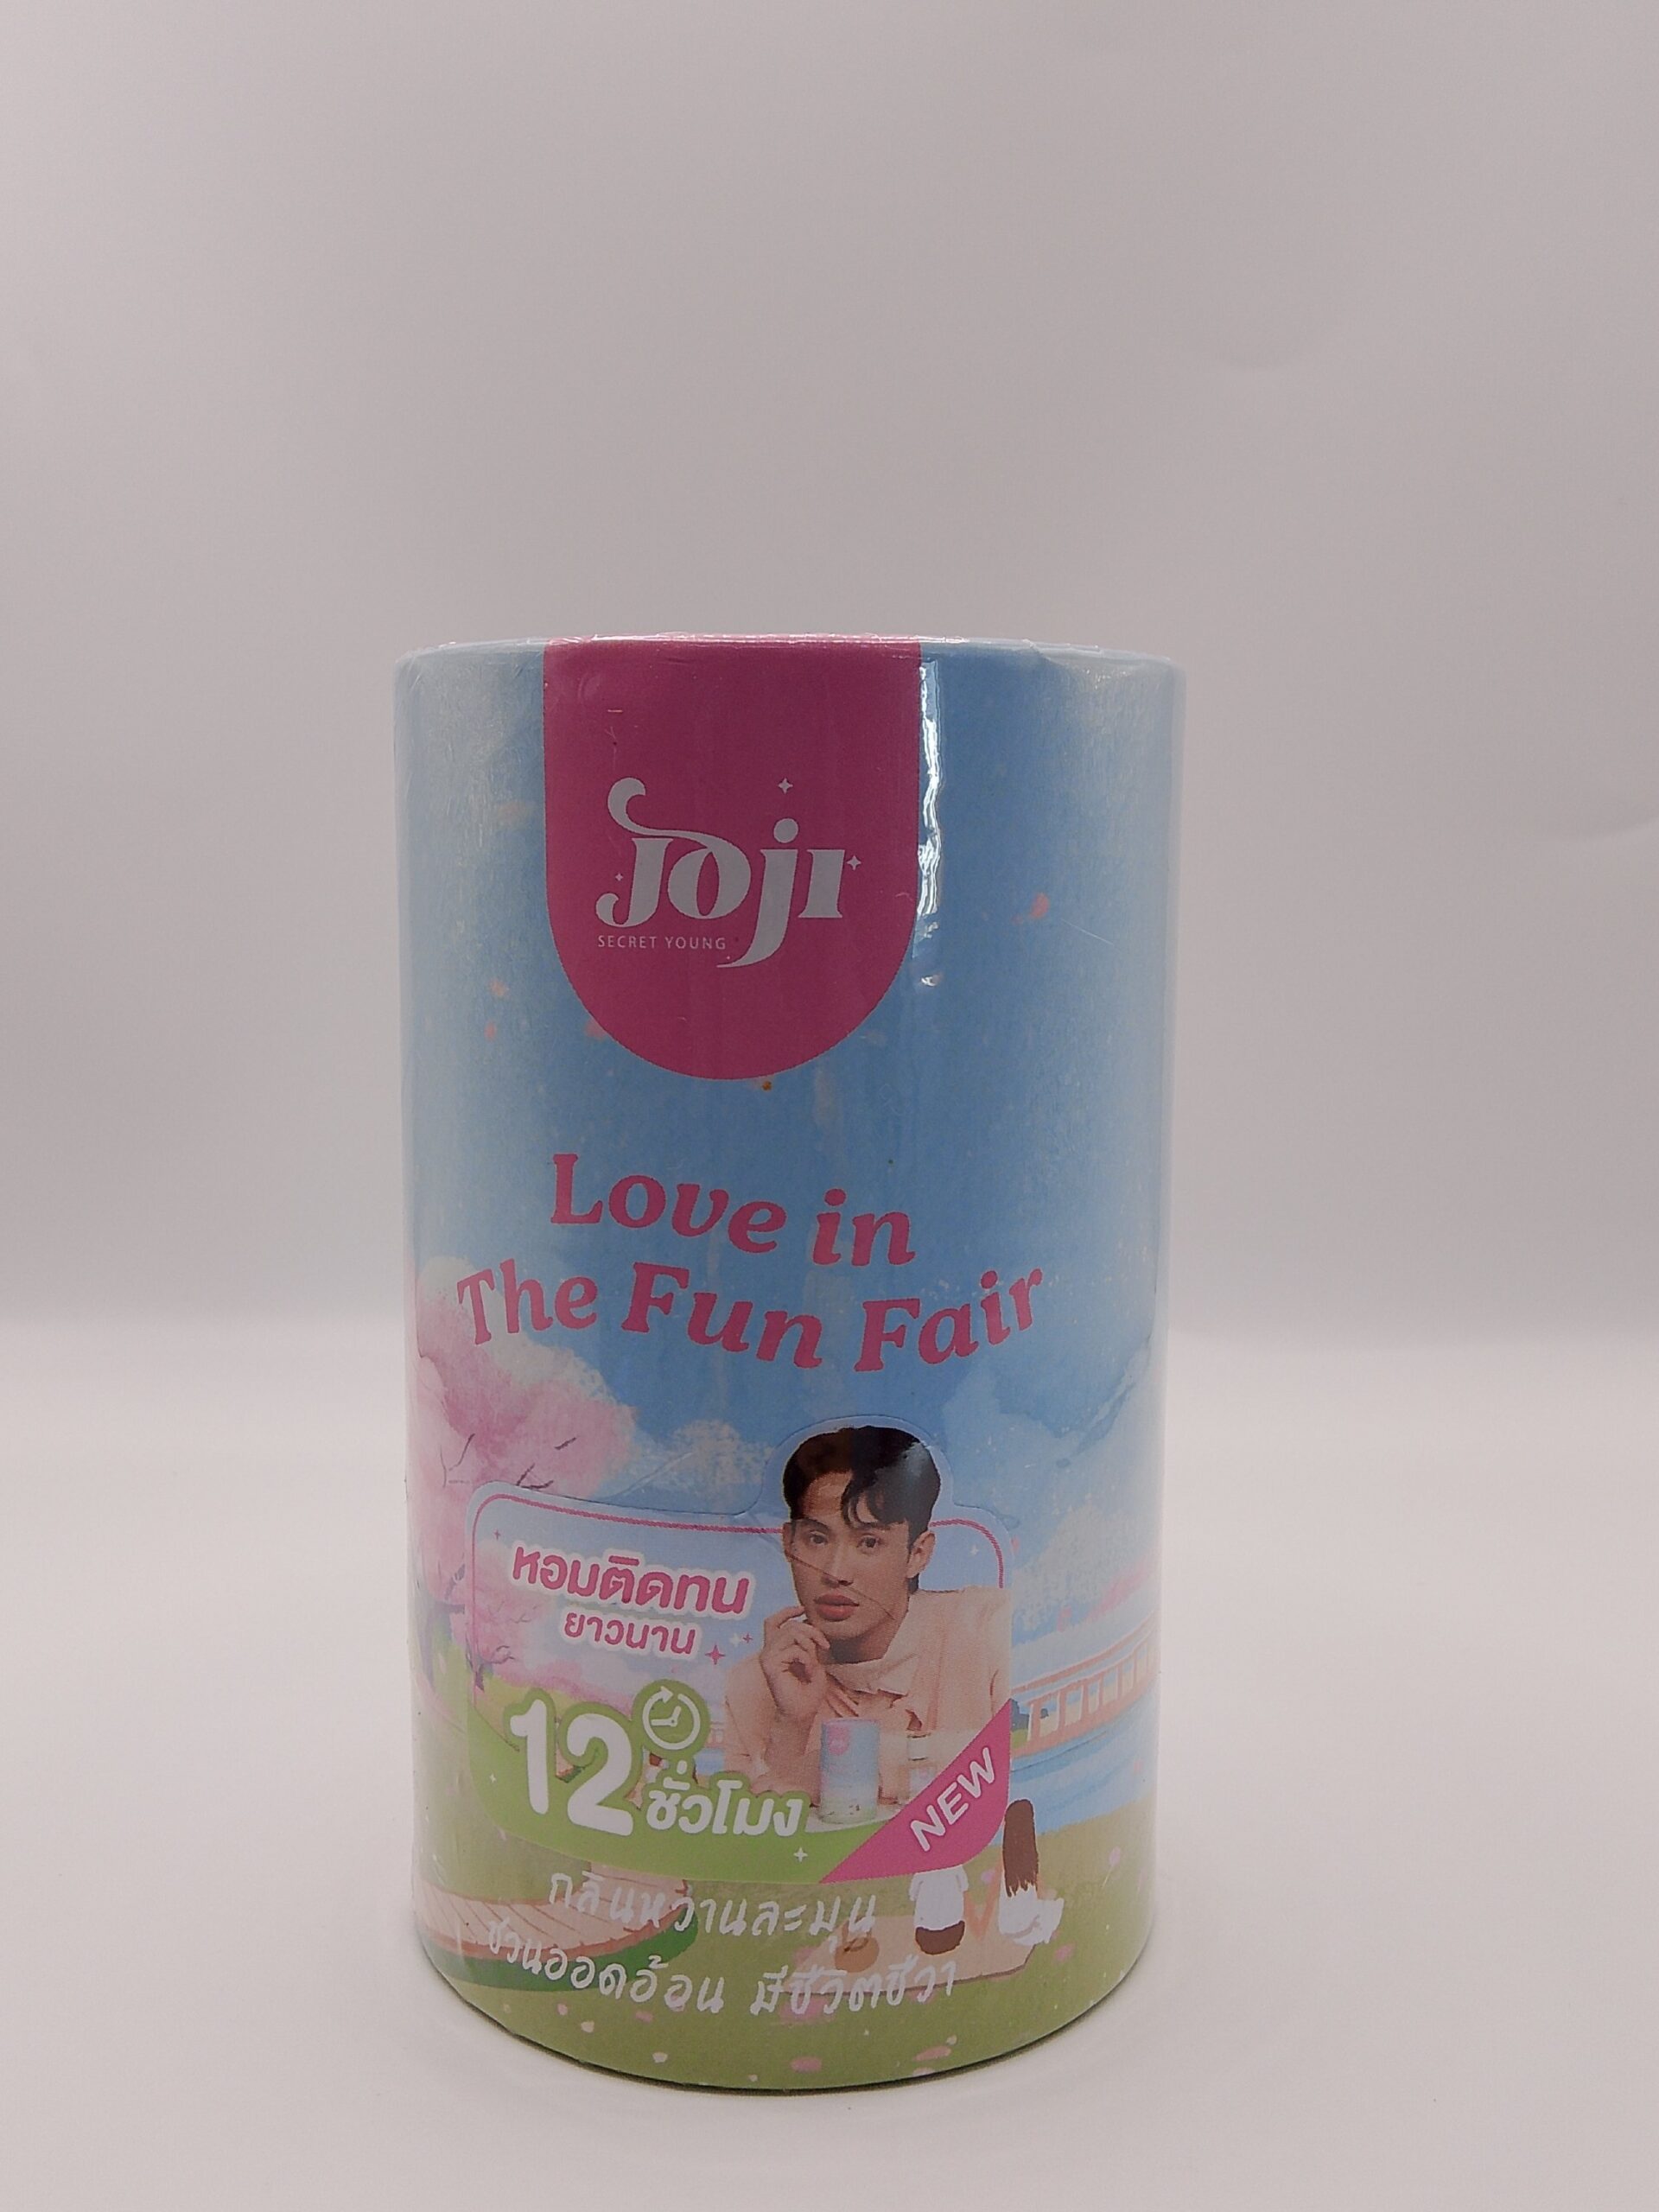 Joji
SECRET YOUNG
Love in
The Fun Fair
หอมติดทน
ยาวนาน
12 ชั่วโมง
NEW
กลิ่นหวานละมุน
ชวนออดอ้อน มีชีวิตชีวา